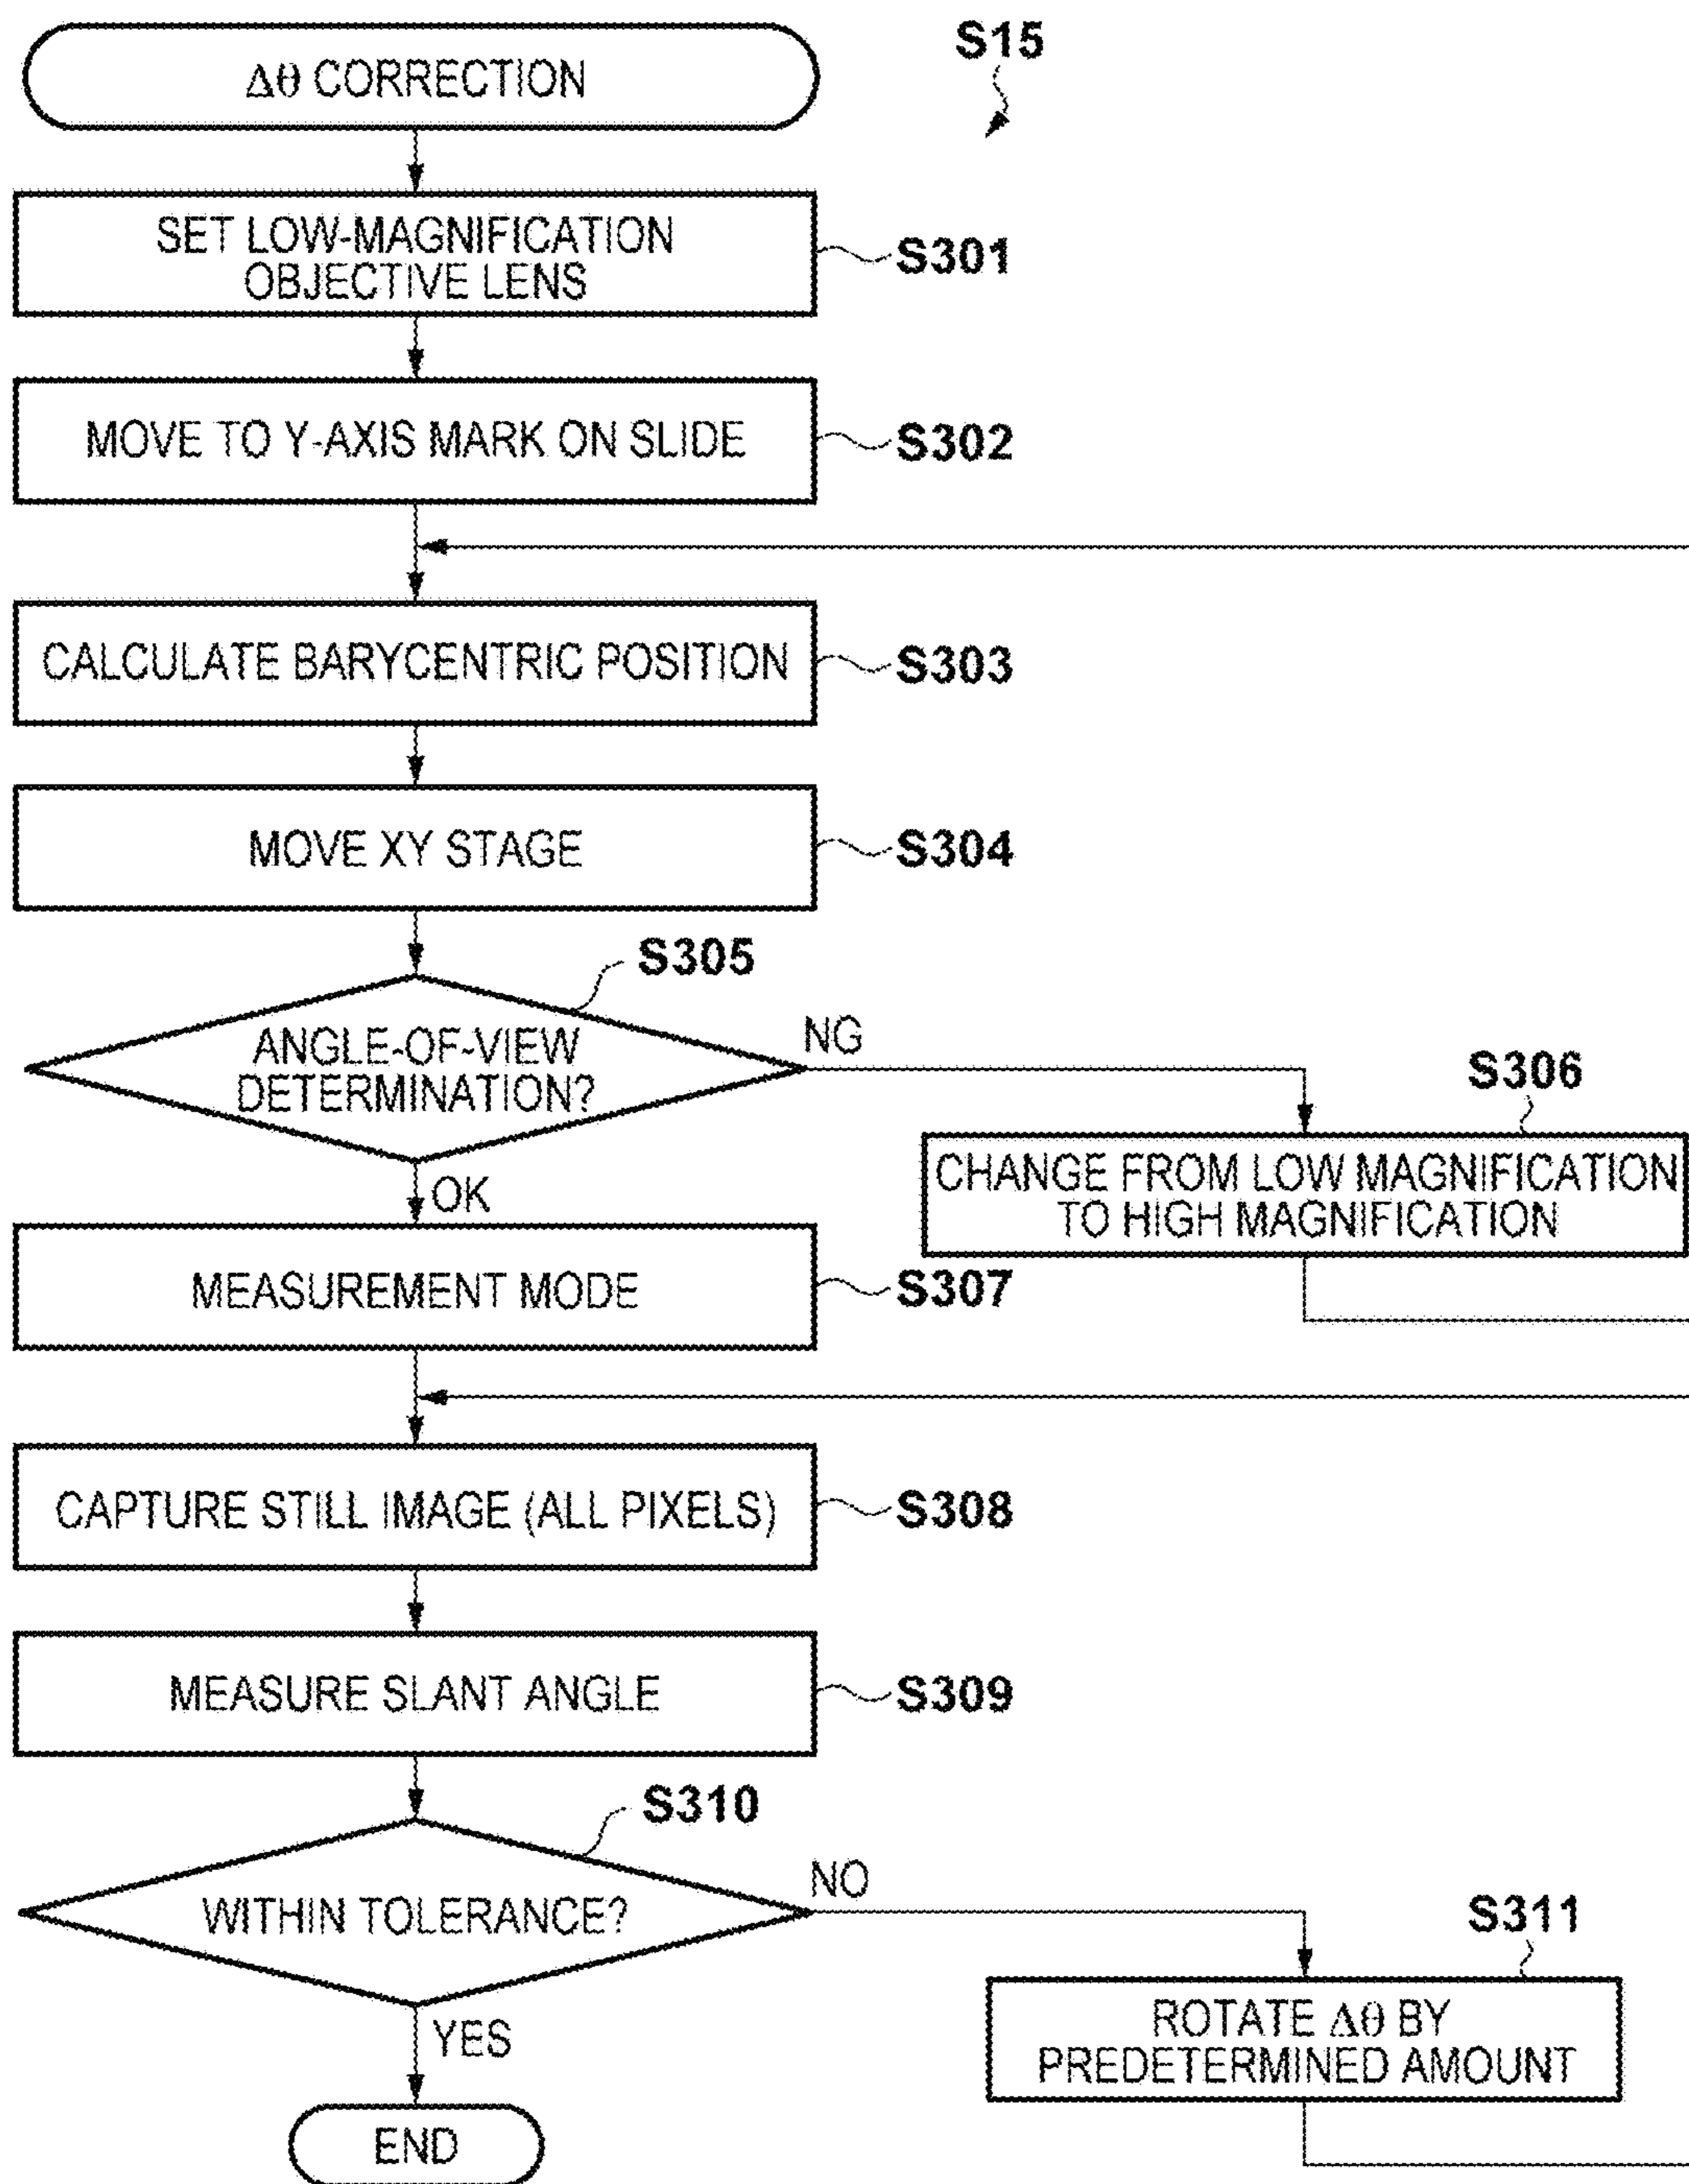 S15
Δθ CORRECTION
SET LOW-MAGNIFICATION
OBJECTIVE LENS
S301
MOVE TO Y-AXIS MARK ON SLIDE
S302
CALCULATE BARYCENTRIC POSITION
S303
MOVE XY STAGE
S304
S305
ANGLE-OF-VIEW
DETERMINATION?
NG
OK
S306
CHANGE FROM LOW MAGNIFICATION
TO HIGH MAGNIFICATION
MEASUREMENT MODE
S307
CAPTURE STILL IMAGE (ALL PIXELS)
S308
MEASURE SLANT ANGLE
S309
S310
WITHIN TOLERANCE?
NO
YES
S311
ROTATE Δθ BY
PREDETERMINED AMOUNT
END